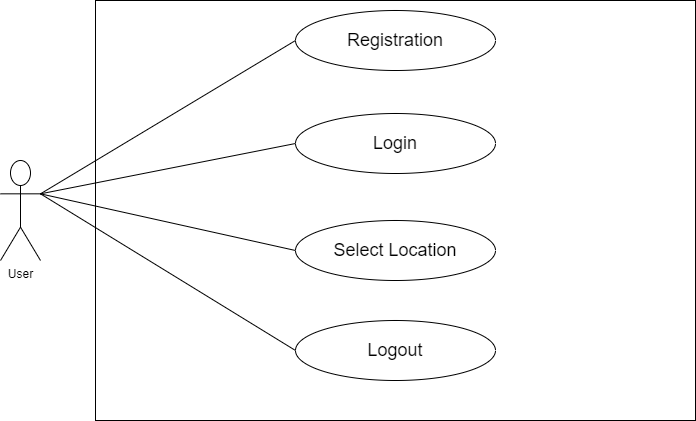 Registration
Login
Select Location
Logout
User